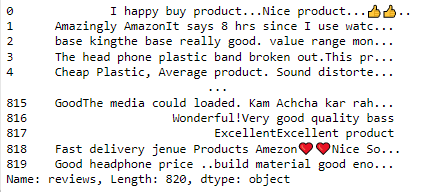 0 I happy buy product...Nice product...👍👍..
1 Amazingly AmazonIt says 8 hrs since I use watc...
2 base kingthe base really good. value range mon...
3 The head phone plastic band broken out.This pr...
4 Cheap Plastic, Average product. Sound distorte...
...
815 GoodThe media could loaded. Kam Achcha kar rah...
816 Wonderful!Very good quality bass
817 ExcellentExcellent product
818 Fast delivery jenue Products Amezon❤❤Nice So...
819 Good headphone price ..build material good eno...
Name: reviews, Length: 820, dtype: object